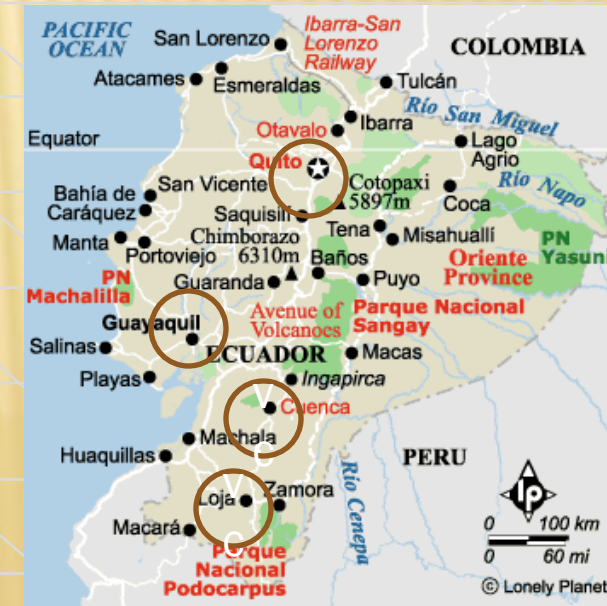 PACIFIC
OCEAN
San Lorenzo
Ibarra-San
Lorenzo
Railway
COLOMBIA
Atacames
Esmeraldas
Tulcán
Río San Miguel
Otavalo
Ibarra
Equator
Lago
Agrio
Quito
Río Napo
San Vicente
Cotopaxi
5897m
Coca
Bahía de
Caráquez
Saquisilí
Manta
Portoviejo
Chimborazo
6310m
Tena
Misahuallí
PN
Yasuni
Baños
Oriente
Province
PN
Machalilla
Guaranda
Puyo
Guayaquil
Avenue of
Volcanoes
Parque Nacional
Sangay
Salinas
ECUADOR
Macas
Playas
Ingapirca
V
Cuenca
Machala
C
Huaquillas
PERU
V
Loja
Zamora
Río Cenepa
lp
Macará
C
Parque
Nacional
Podocarpus
0 100 km
0 60 mi
© Lonely Planet